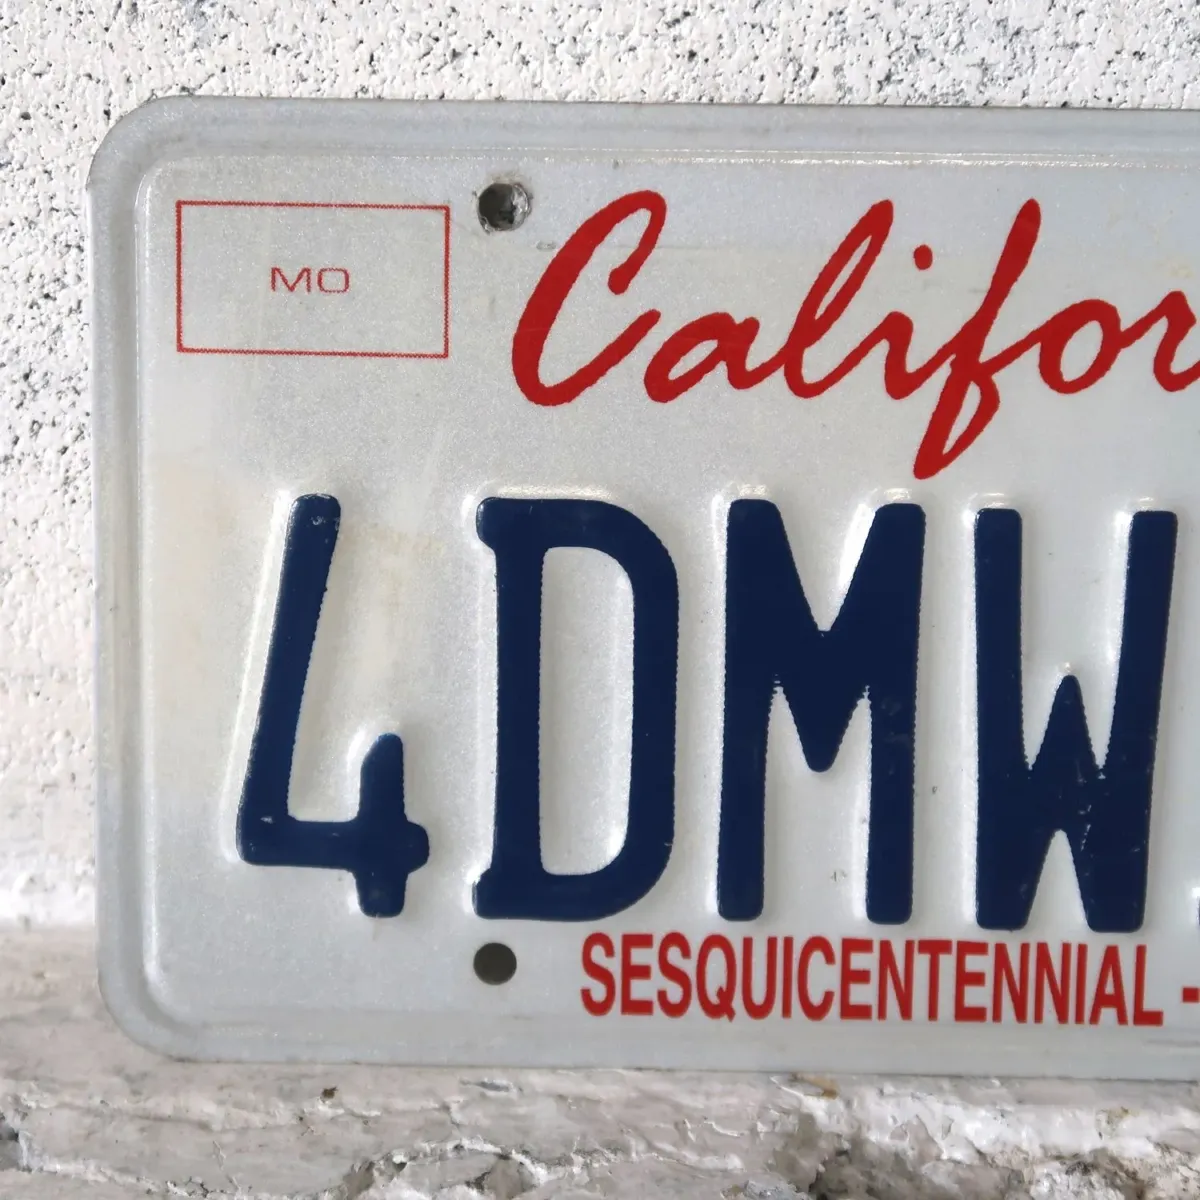 MO
Califor
4DMW
SESQUICENTENNIAL -